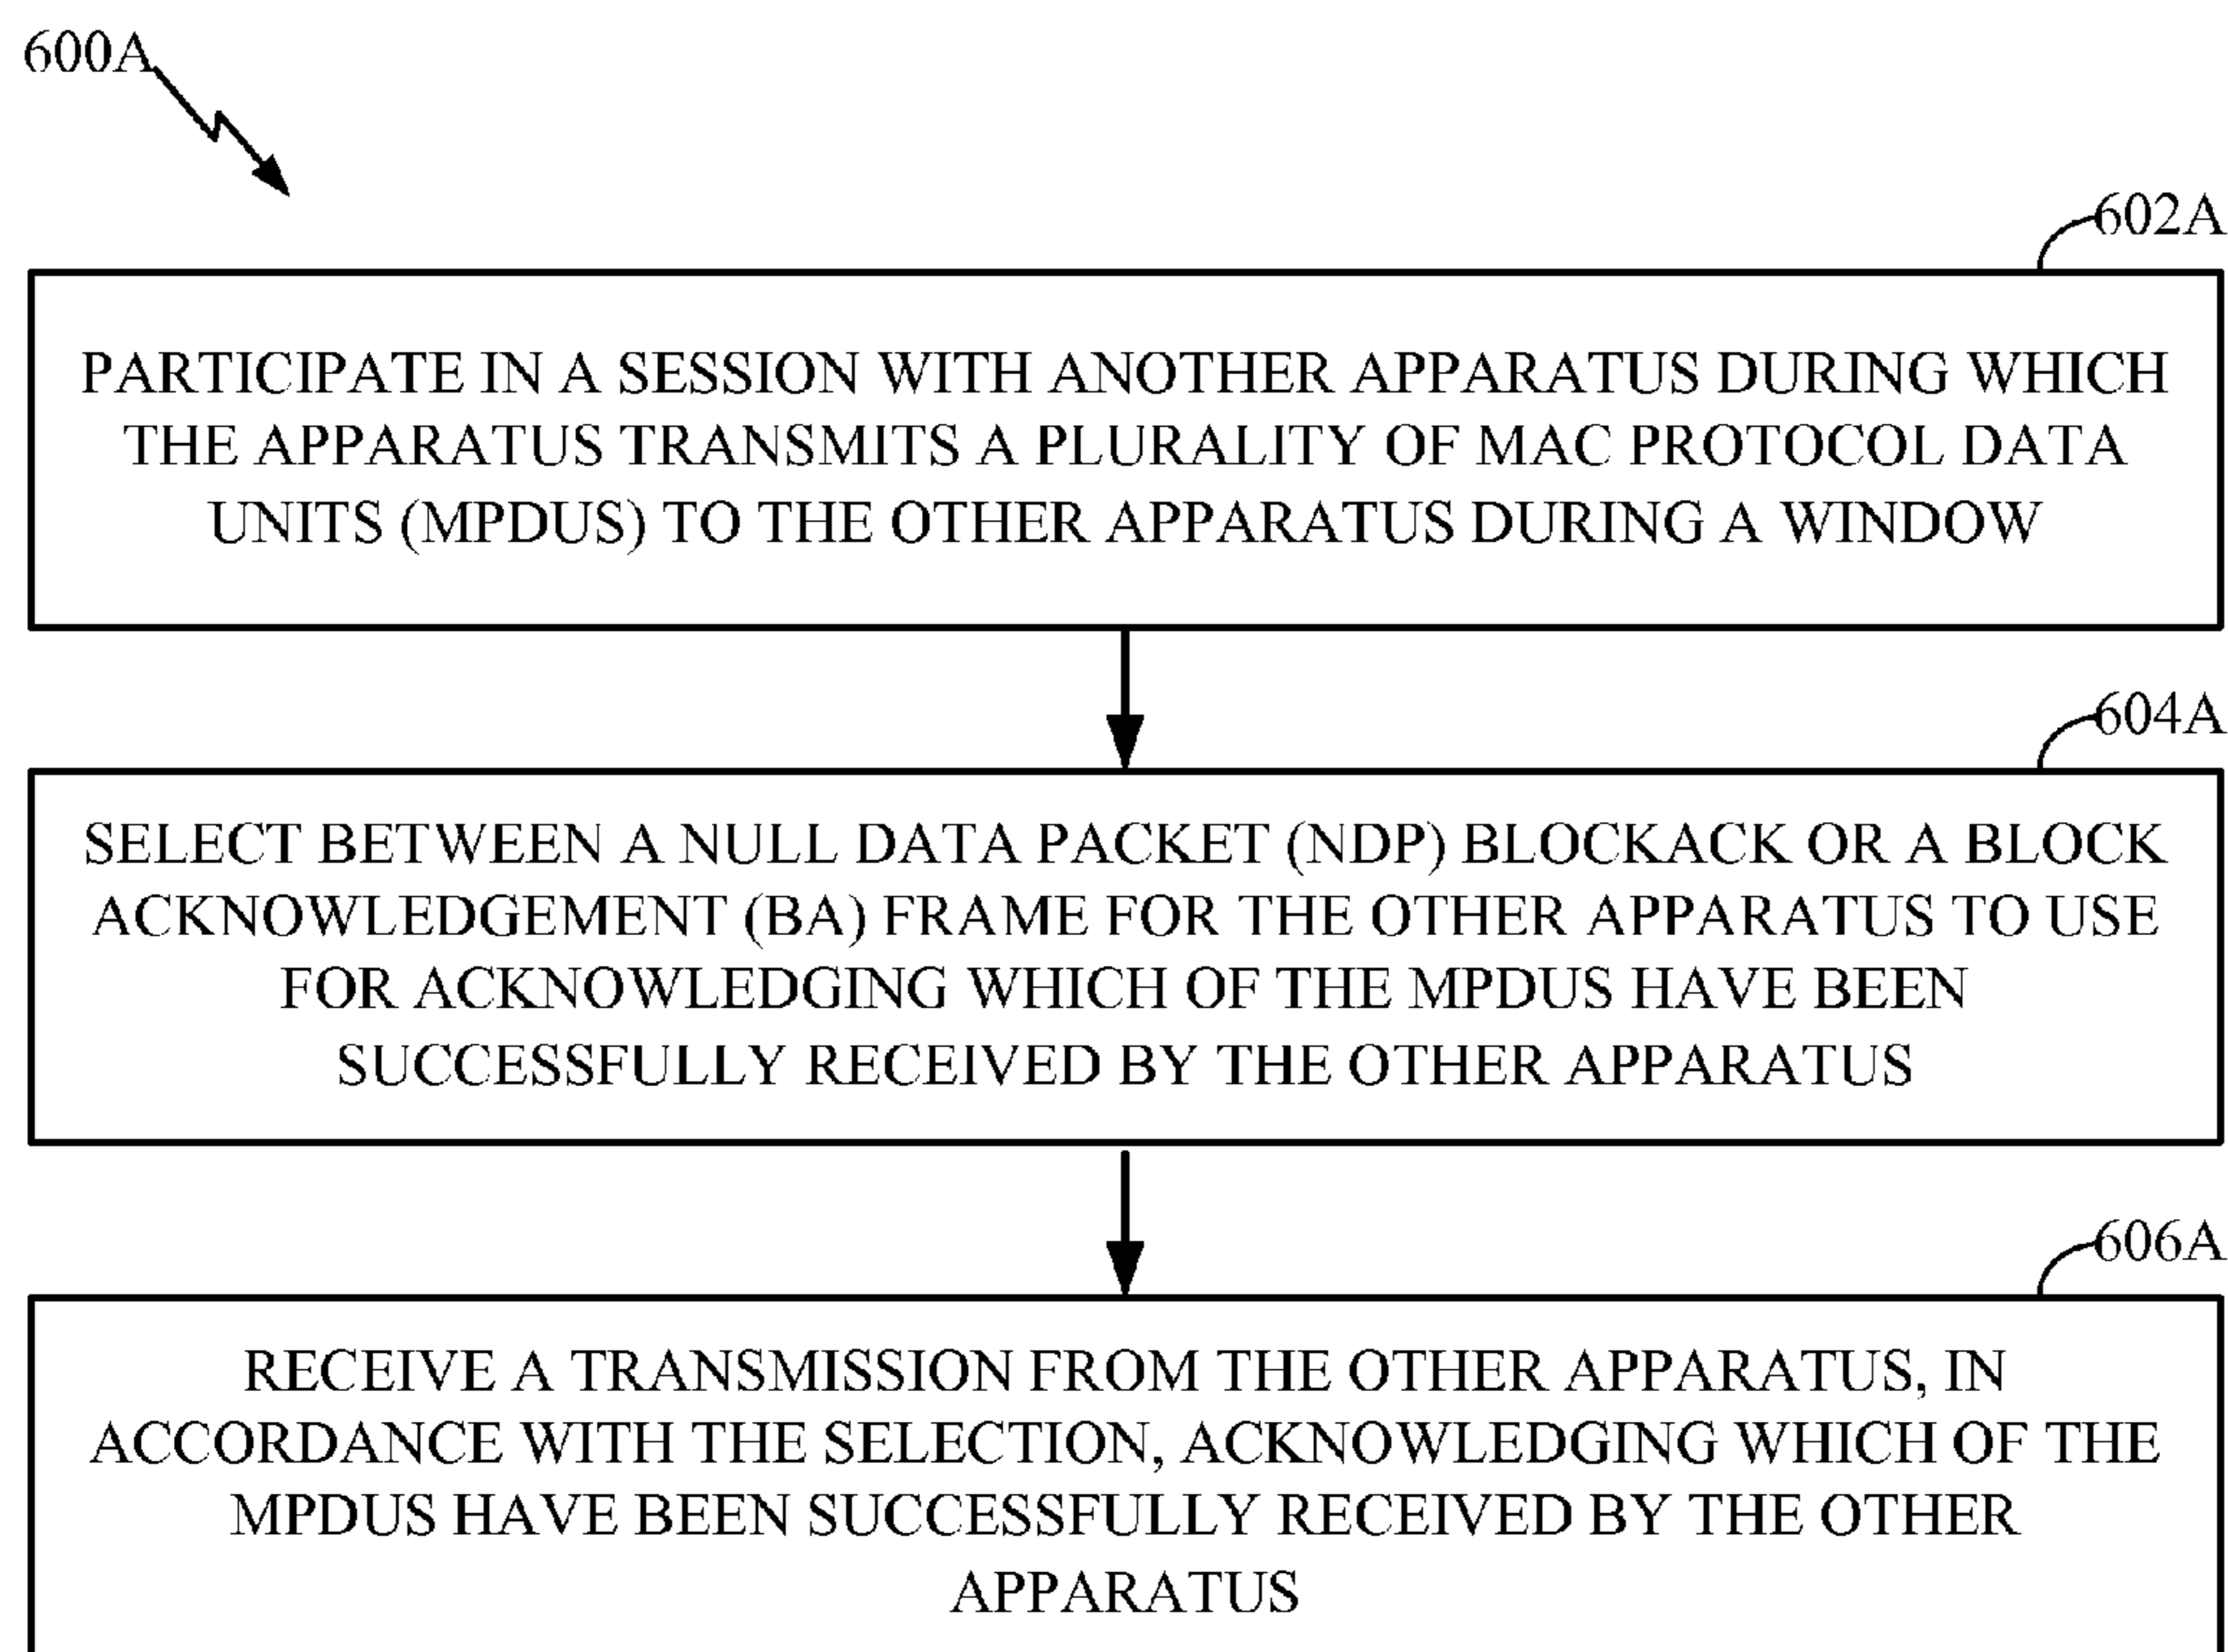 600A
602A
PARTICIPATE IN A SESSION WITH ANOTHER APPARATUS DURING WHICH
THE APPARATUS TRANSMITS A PLURALITY OF MAC PROTOCOL DATA
UNITS (MPDUS) TO THE OTHER APPARATUS DURING A WINDOW
604A
SELECT BETWEEN A NULL DATA PACKET (NDP) BLOCKACK OR A BLOCK
ACKNOWLEDGEMENT (BA) FRAME FOR THE OTHER APPARATUS TO USE
FOR ACKNOWLEDGING WHICH OF THE MPDUS HAVE BEEN
SUCCESSFULLY RECEIVED BY THE OTHER APPARATUS
606A
RECEIVE A TRANSMISSION FROM THE OTHER APPARATUS, IN
ACCORDANCE WITH THE SELECTION, ACKNOWLEDGING WHICH OF THE
MPDUS HAVE BEEN SUCCESSFULLY RECEIVED BY THE OTHER
APPARATUS